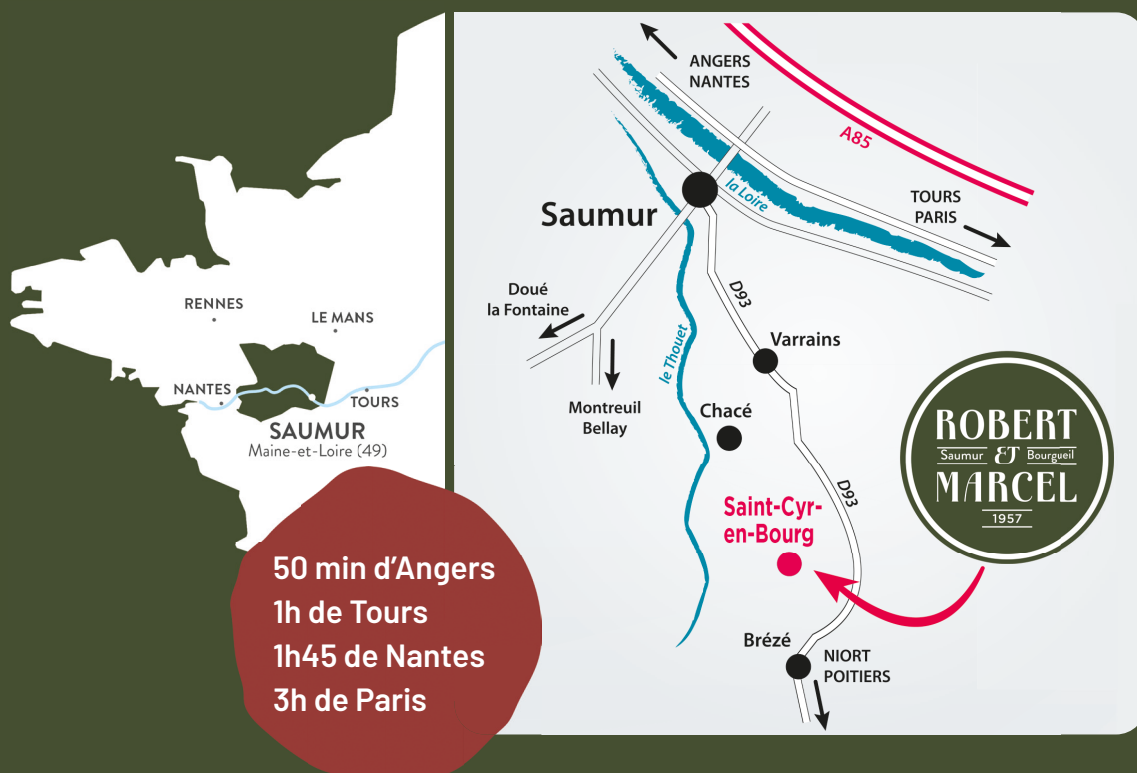 RENNES
LE MANS
NANTES
TOURS
SAUMUR
Maine-et-Loire (49)
50 min d’Angers
1h de Tours
1h45 de Nantes
3h de Paris
ANGERS
NANTES
A85
la Loire
TOURS
PARIS
Saumur
Doué
la Fontaine
D93
le Thouet
Varrains
Montreuil
Bellay
Chacé
D93
Saint-Cyr-
en-Bourg
Brézé
NIORT
POITIERS
ROBERT
Saumur ET Bourgueil
MARCEL
1957